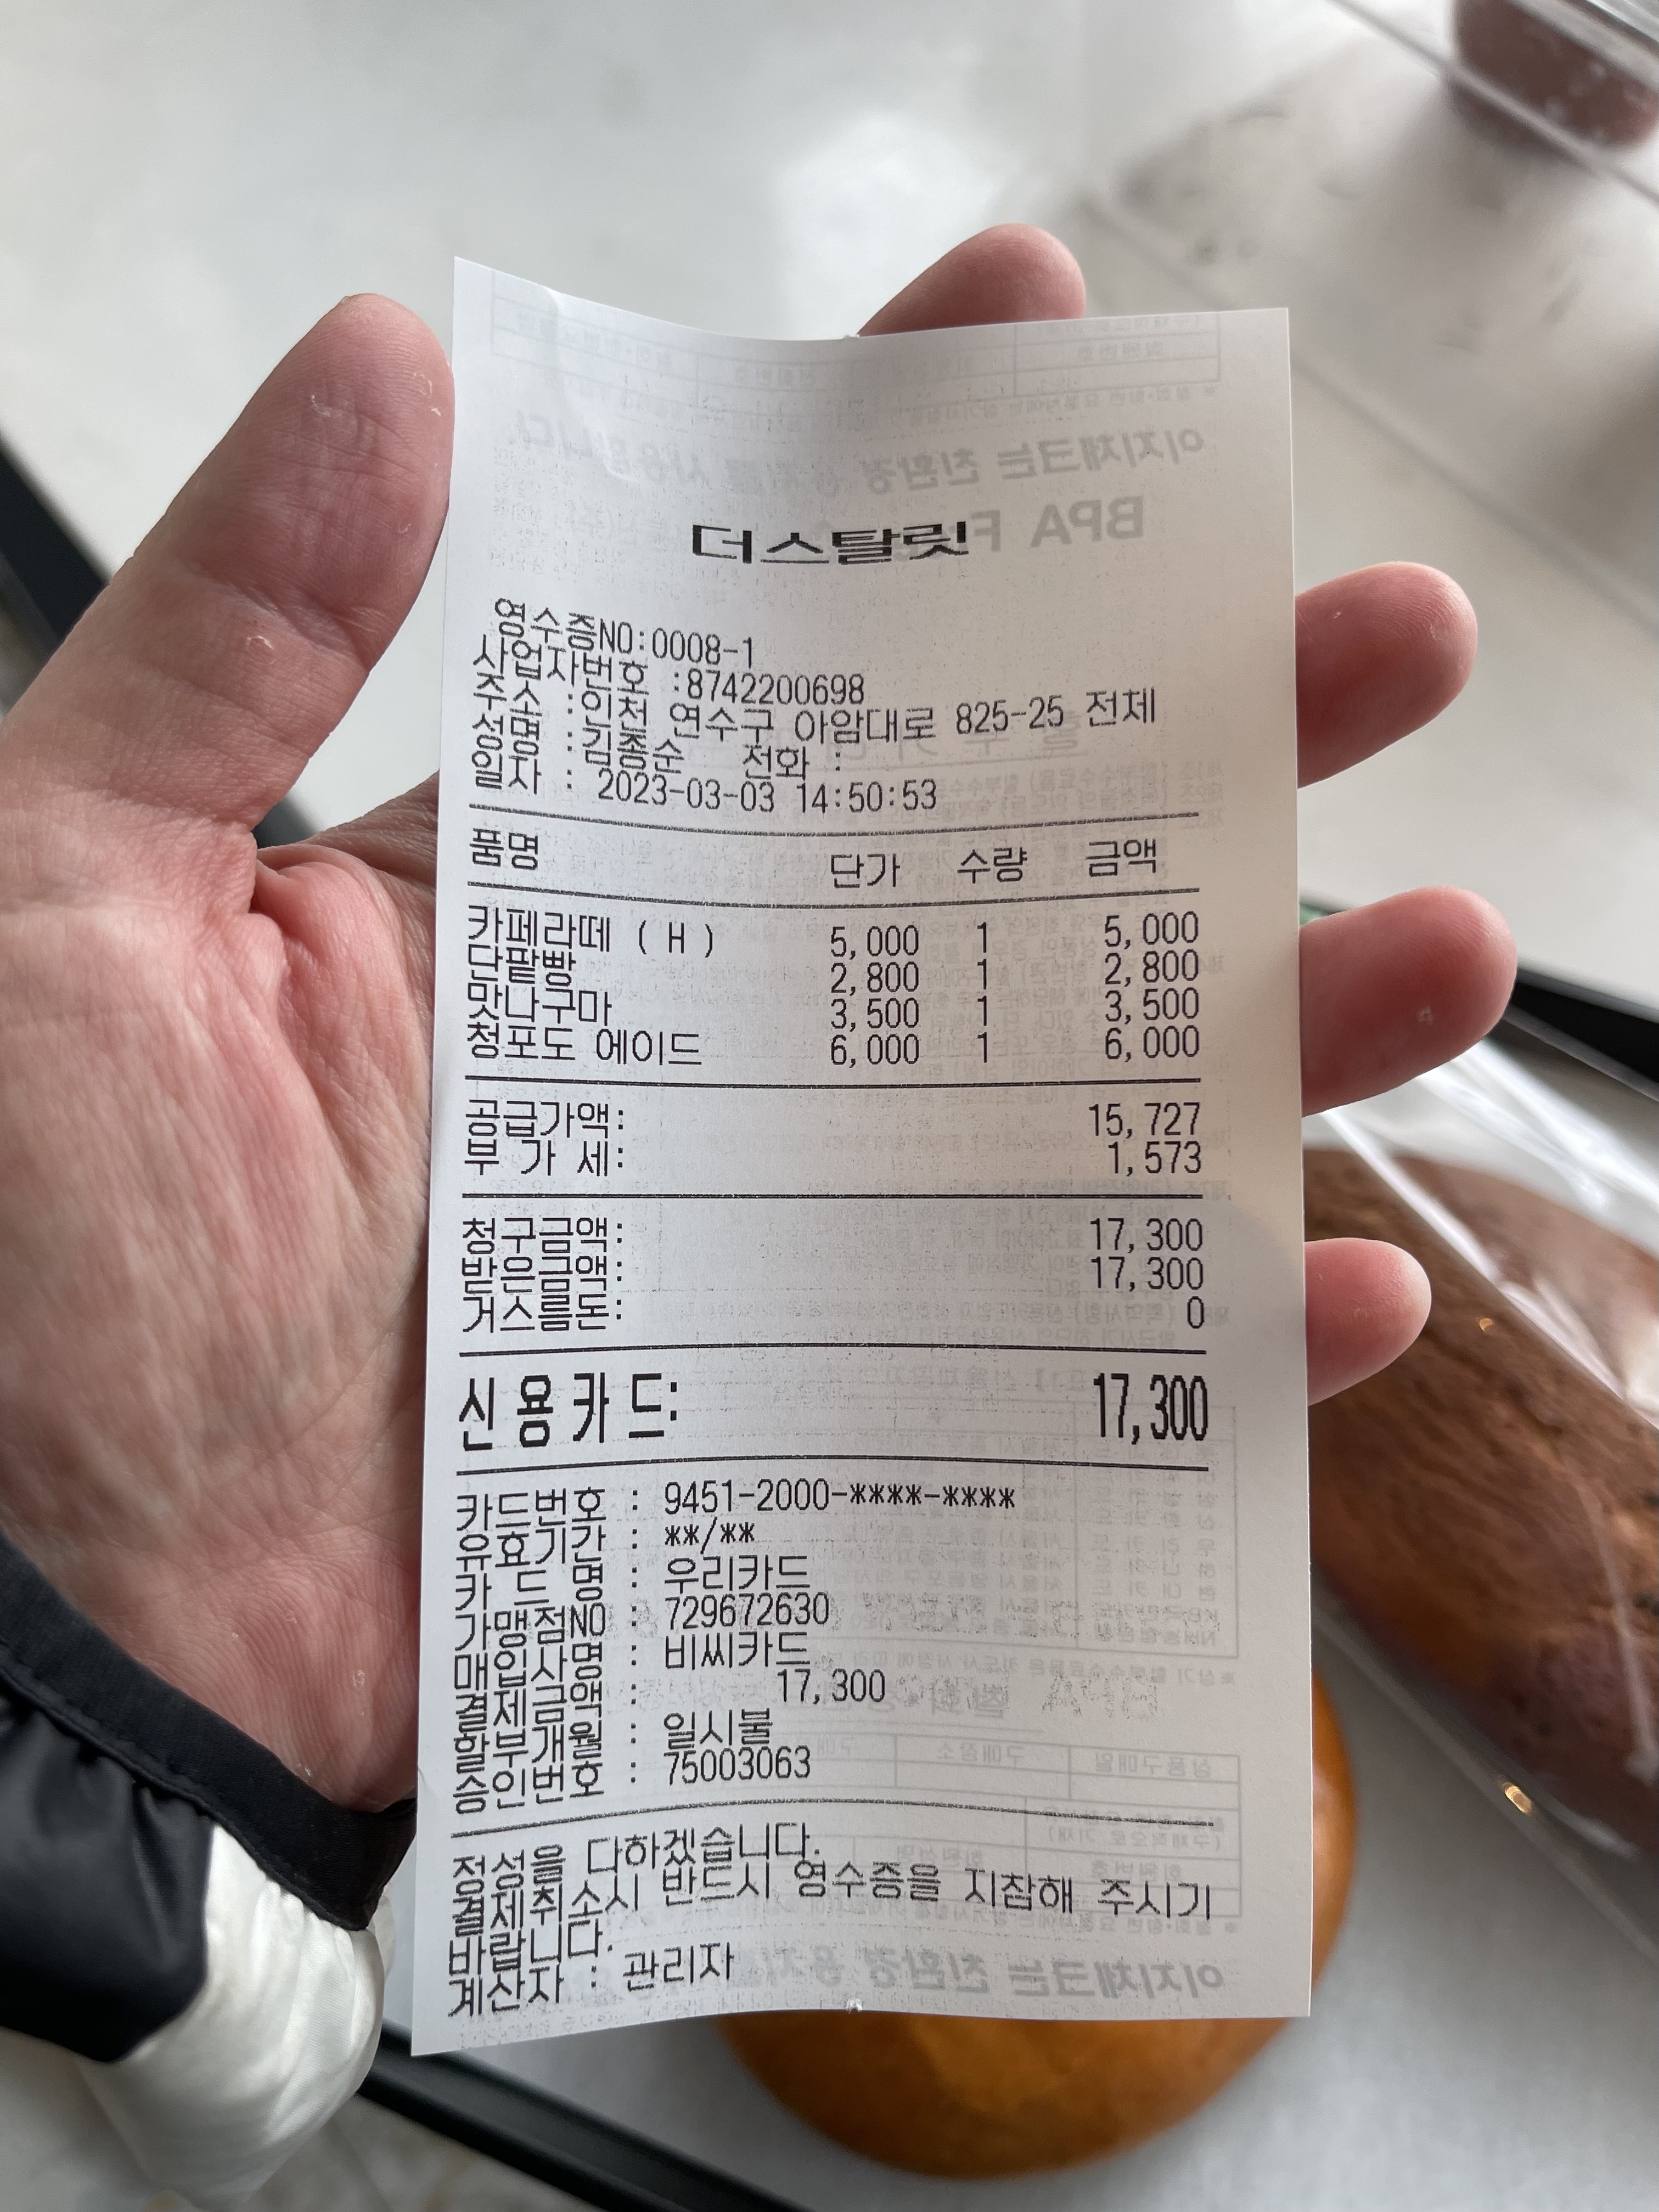 더스탈릿
영수증NO:0008-1
사업자번호 :8742200698
주소 :인천 연수구 아암대로 825-25 전체
성명 :김종순 전화 :
일자 : 2023-03-03 14:50:53
품명 단가 수량 금액
카페라떼 (H) 5,000 1 5,000
단팥빵 2,800 1 2,800
맛나구마 3,500 1 3,500
청포도 에이드 6,000 1 6,000
공급가액: 15,727
부 가 세: 1,573
청구금액: 17,300
받은금액: 17,300
거스름돈: 0
신용카드: 17,300
카드번호 : 9451-2000-****-****
유효기간 : **/**
카 드 명 : 우리카드
가맹점NO : 729672630
매입사명 : 비씨카드
결제금액 : 17,300
할부개월 : 일시불
승인번호 : 75003063
정성을 다하겠습니다.
결제취소시 반드시 영수증을 지참해 주시기
바랍니다.
계산자 : 관리자